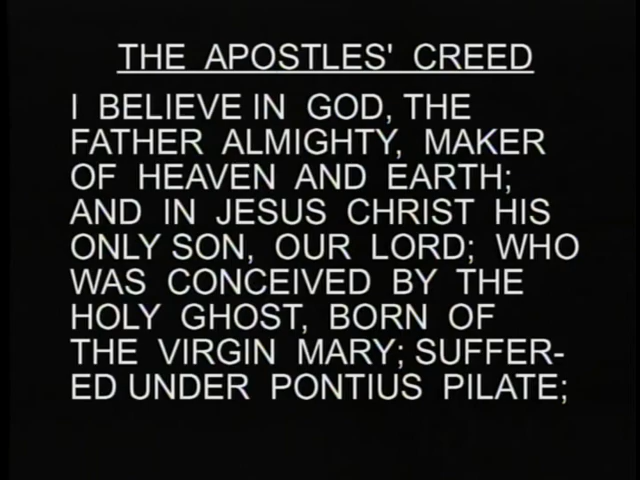 THE APOSTLES' CREED
I BELIEVE IN GOD, THE
FATHER ALMIGHTY, MAKER
OF HEAVEN AND EARTH;
AND IN JESUS CHRIST HIS
ONLY SON, OUR LORD; WHO
WAS CONCEIVED BY THE
HOLY GHOST, BORN OF
THE VIRGIN MARY; SUFFER-
ED UNDER PONTIUS PILATE;